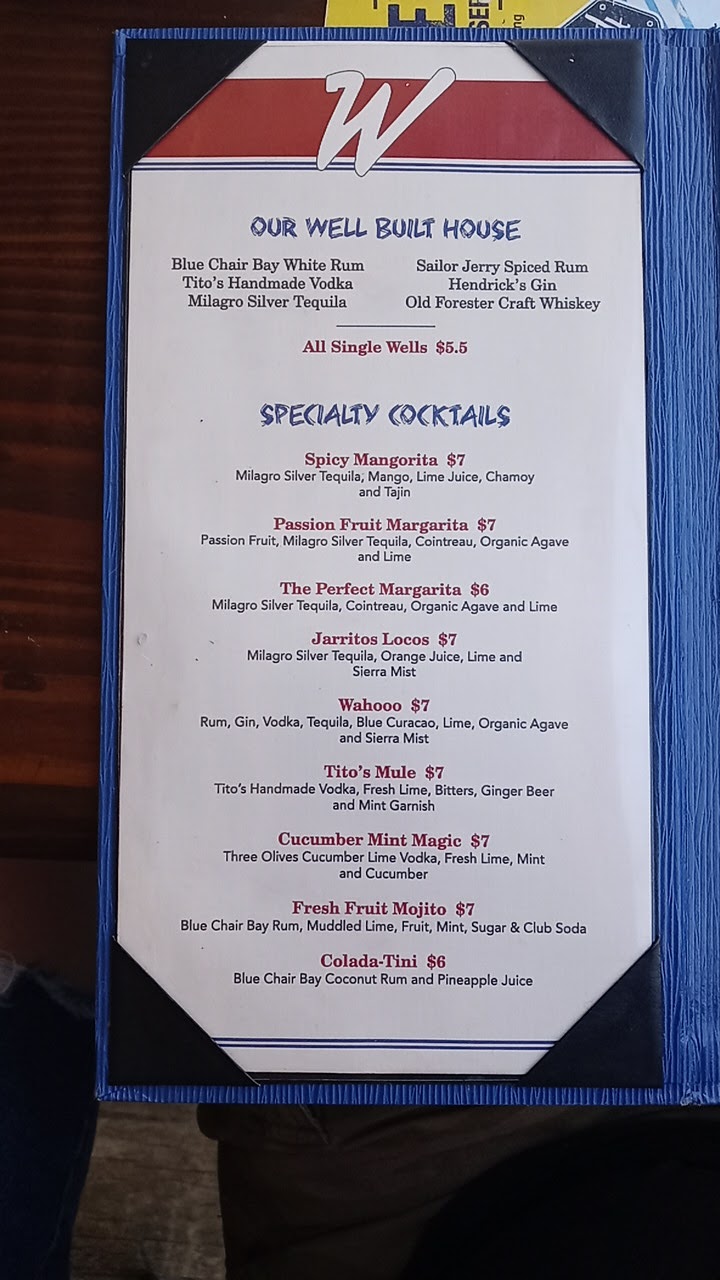 W
OUR WELL BUILT HOUSE
Blue Chair Bay White Rum
Tito's Handmade Vodka
Milagro Silver Tequila
Sailor Jerry Spiced Rum
Hendrick's Gin
Old Forester Craft Whiskey
All Single Wells $5.5
SPECIALTY COCKTAILS
Spicy Mangorita $7
Milagro Silver Tequila, Mango, Lime Juice, Chamoy
and Tajin
Passion Fruit Margarita $7
Passion Fruit, Milagro Silver Tequila, Cointreau, Organic Agave
and Lime
The Perfect Margarita $6
Milagro Silver Tequila, Cointreau, Organic Agave and Lime
Jarritos Locos $7
Milagro Silver Tequila, Orange Juice, Lime and
Sierra Mist
Wahooo $7
Rum, Gin, Vodka, Tequila, Blue Curacao, Lime, Organic Agave
and Sierra Mist
Tito's Mule $7
Tito's Handmade Vodka, Fresh Lime, Bitters, Ginger Beer
and Mint Garnish
Cucumber Mint Magic $7
Three Olives Cucumber Lime Vodka, Fresh Lime, Mint
and Cucumber
Fresh Fruit Mojito $7
Blue Chair Bay Rum, Muddled Lime, Fruit, Mint, Sugar & Club Soda
Colada-Tini $6
Blue Chair Bay Coconut Rum and Pineapple Juice